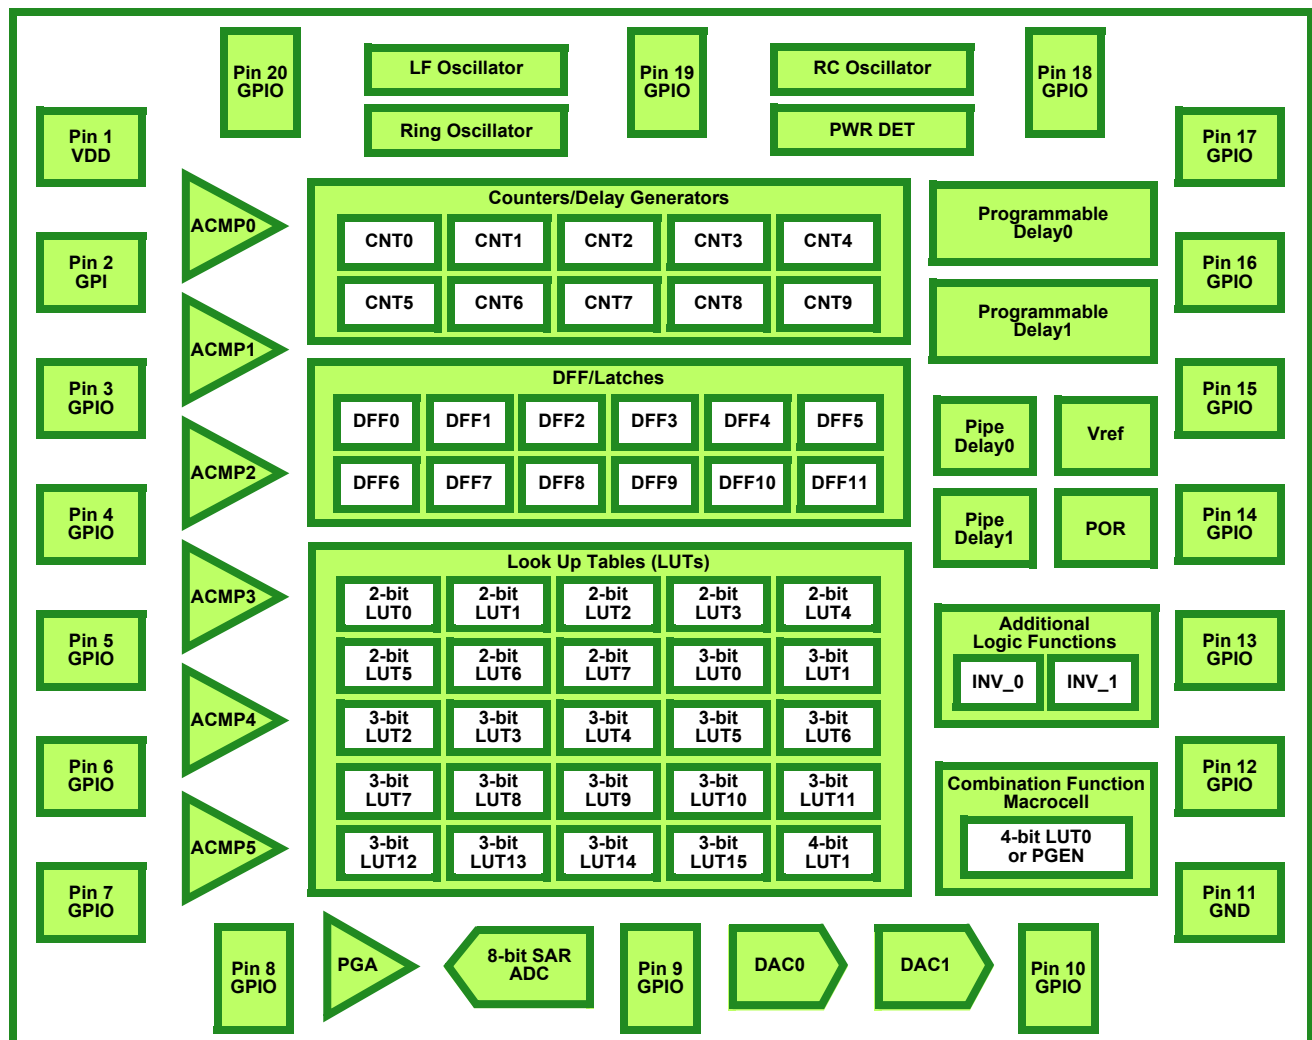 Pin 20
GPIO
LF Oscillator
Ring Oscillator
Pin 19
GPIO
RC Oscillator
PWR DET
Pin 18
GPIO
Pin 1
VDD
Pin 2
GPI
Pin 3
GPIO
Pin 4
GPIO
Pin 5
GPIO
Pin 6
GPIO
Pin 7
GPIO
ACMP0
ACMP1
ACMP2
ACMP3
ACMP4
ACMP5
Counters/Delay Generators
CNT0 CNT1 CNT2 CNT3 CNT4
CNT5 CNT6 CNT7 CNT8 CNT9
DFF/Latches
DFF0 DFF1 DFF2 DFF3 DFF4 DFF5
DFF6 DFF7 DFF8 DFF9 DFF10 DFF11
Look Up Tables (LUTs)
2-bit 2-bit 2-bit 2-bit 2-bit
LUT0 LUT1 LUT2 LUT3 LUT4
2-bit 2-bit 2-bit 3-bit 3-bit
LUT5 LUT6 LUT7 LUT0 LUT1
3-bit 3-bit 3-bit 3-bit 3-bit
LUT2 LUT3 LUT4 LUT5 LUT6
3-bit 3-bit 3-bit 3-bit 3-bit
LUT7 LUT8 LUT9 LUT10 LUT11
3-bit 3-bit 3-bit 3-bit 4-bit
LUT12 LUT13 LUT14 LUT15 LUT1
Programmable
Delay0
Programmable
Delay1
Pipe
Delay0
Vref
Pipe
Delay1
POR
Additional
Logic Functions
INV_0 INV_1
Combination Function
Macrocell
4-bit LUT0
or PGEN
Pin 17
GPIO
Pin 16
GPIO
Pin 15
GPIO
Pin 14
GPIO
Pin 13
GPIO
Pin 12
GPIO
Pin 11
GND
Pin 8
GPIO
PGA
8-bit SAR
ADC
Pin 9
GPIO
DAC0
DAC1
Pin 10
GPIO